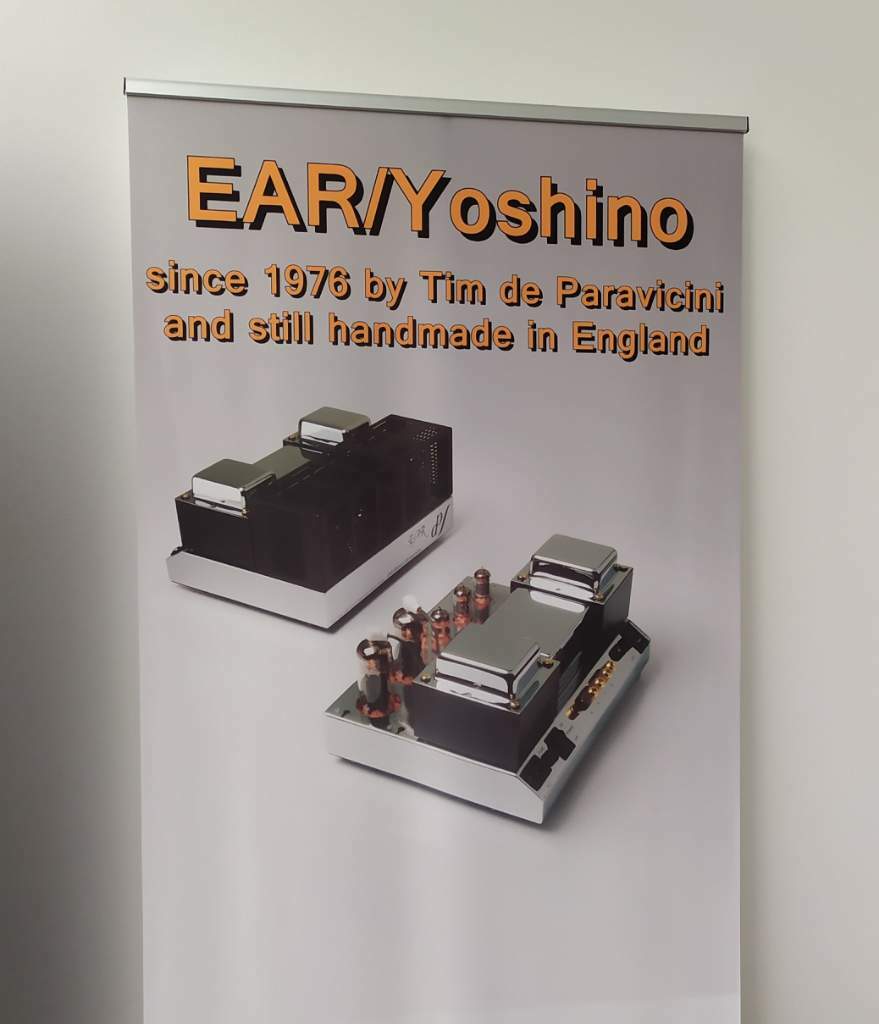 EAR/Yoshino
since 1976 by Tim de Paravicini
and still handmade in England